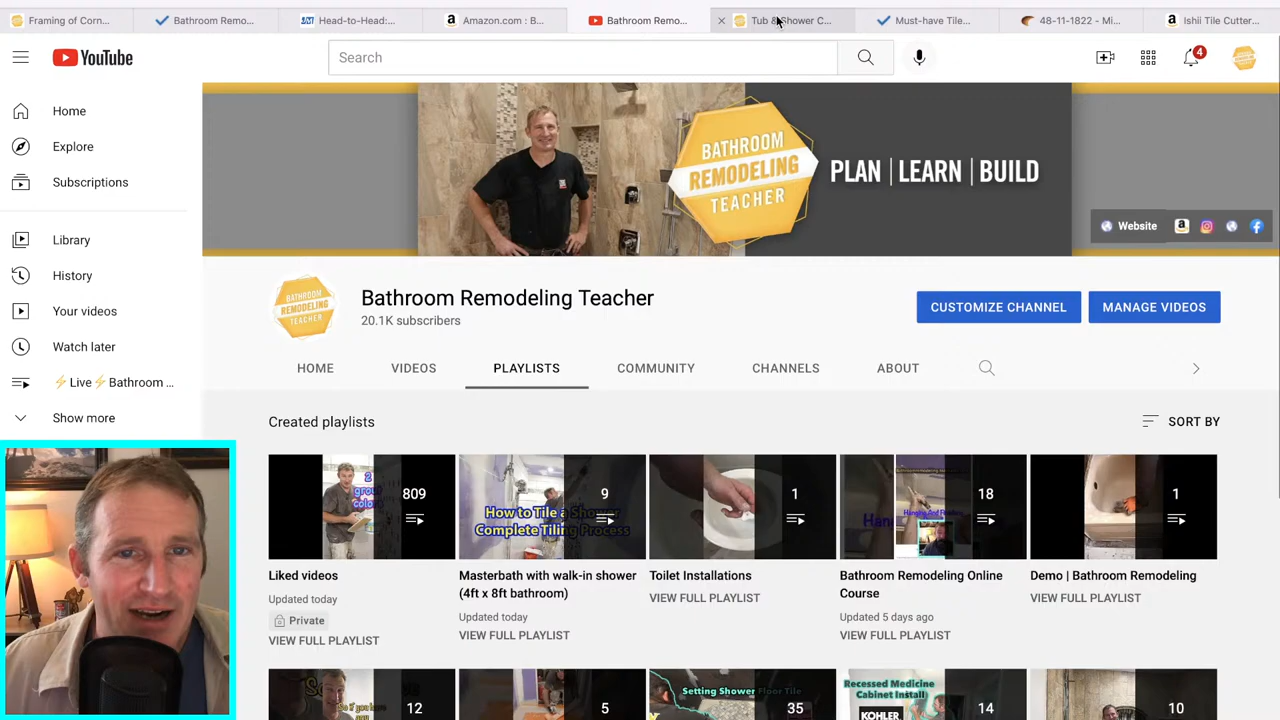 Framing of Corn...
Bathroom Remo...
Head-to-Head:...
Amazon.com : B...
Bathroom Remo...
Tub & Shower C...
Must-have Tile...
48-11-1822 - Mi...
Ishii Tile Cutter...
YouTube
Search
4
Home
Explore
Subscriptions
Library
History
Your videos
Watch later
⚡Live⚡Bathroom ...
Show more
BATHROOM
REMODELING
TEACHER
PLAN | LEARN | BUILD
Website
BATHROOM
REMODELING
TEACHER
Bathroom Remodeling Teacher
20.1K subscribers
CUSTOMIZE CHANNEL
MANAGE VIDEOS
HOME
VIDEOS
PLAYLISTS
COMMUNITY
CHANNELS
ABOUT
Created playlists
SORT BY
2
grout
809
How to Tile a Shower
Complete Tiling Process
9
1
18
1
Liked videos
Updated today
Private
VIEW FULL PLAYLIST
Masterbath with walk-in shower
(4ft x 8ft bathroom)
Updated today
VIEW FULL PLAYLIST
Toilet Installations
VIEW FULL PLAYLIST
Bathroom Remodeling Online
Course
Updated 5 days ago
VIEW FULL PLAYLIST
Demo | Bathroom Remodeling
VIEW FULL PLAYLIST
12
5
Setting Shower Floor Tile
35
Recessed Medicine
Cabinet Install
KOHLER
14
10